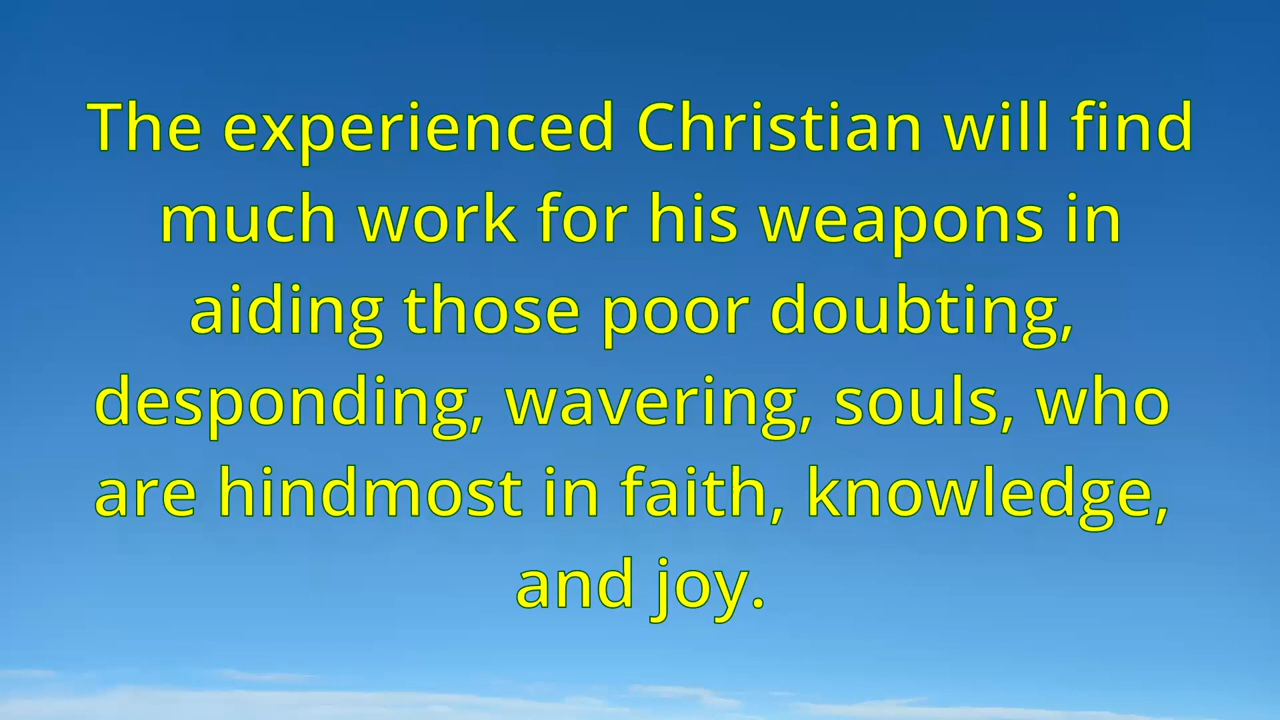 The experienced Christian will find
much work for his weapons in
aiding those poor doubting,
desponding, wavering, souls, who
are hindmost in faith, knowledge,
and joy.